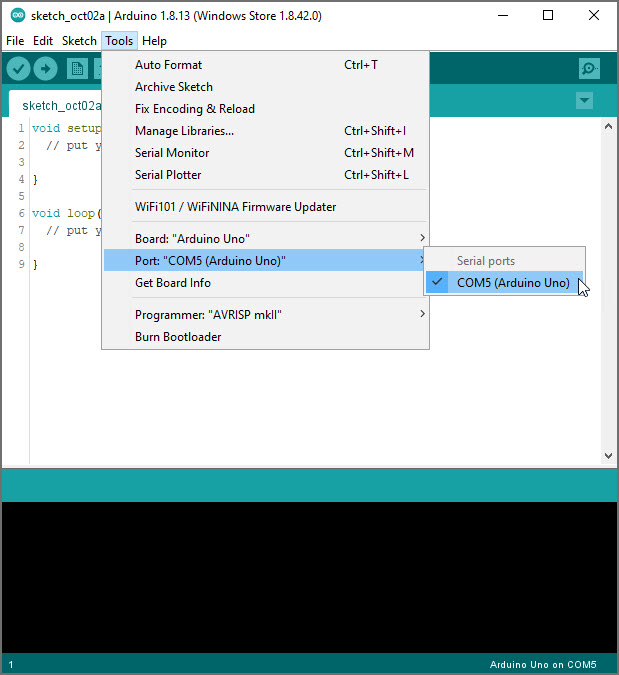 sketch_oct02a | Arduino 1.8.13 (Windows Store 1.8.42.0)
File Edit Sketch Tools Help
sketch_oct02a
Auto Format Ctrl+T
Archive Sketch
Fix Encoding & Reload
Manage Libraries... Ctrl+Shift+I
Serial Monitor Ctrl+Shift+M
Serial Plotter Ctrl+Shift+L
WiFi101 / WiFiNINA Firmware Updater
Board: "Arduino Uno"
Port: "COM5 (Arduino Uno)"
Get Board Info
Programmer: "AVRISP mkII"
Burn Bootloader
Serial ports
COM5 (Arduino Uno)
1 void setup
2 // put y
3
4 }
5
6 void loop(
7 // put y
8
9 }
1 Arduino Uno on COM5